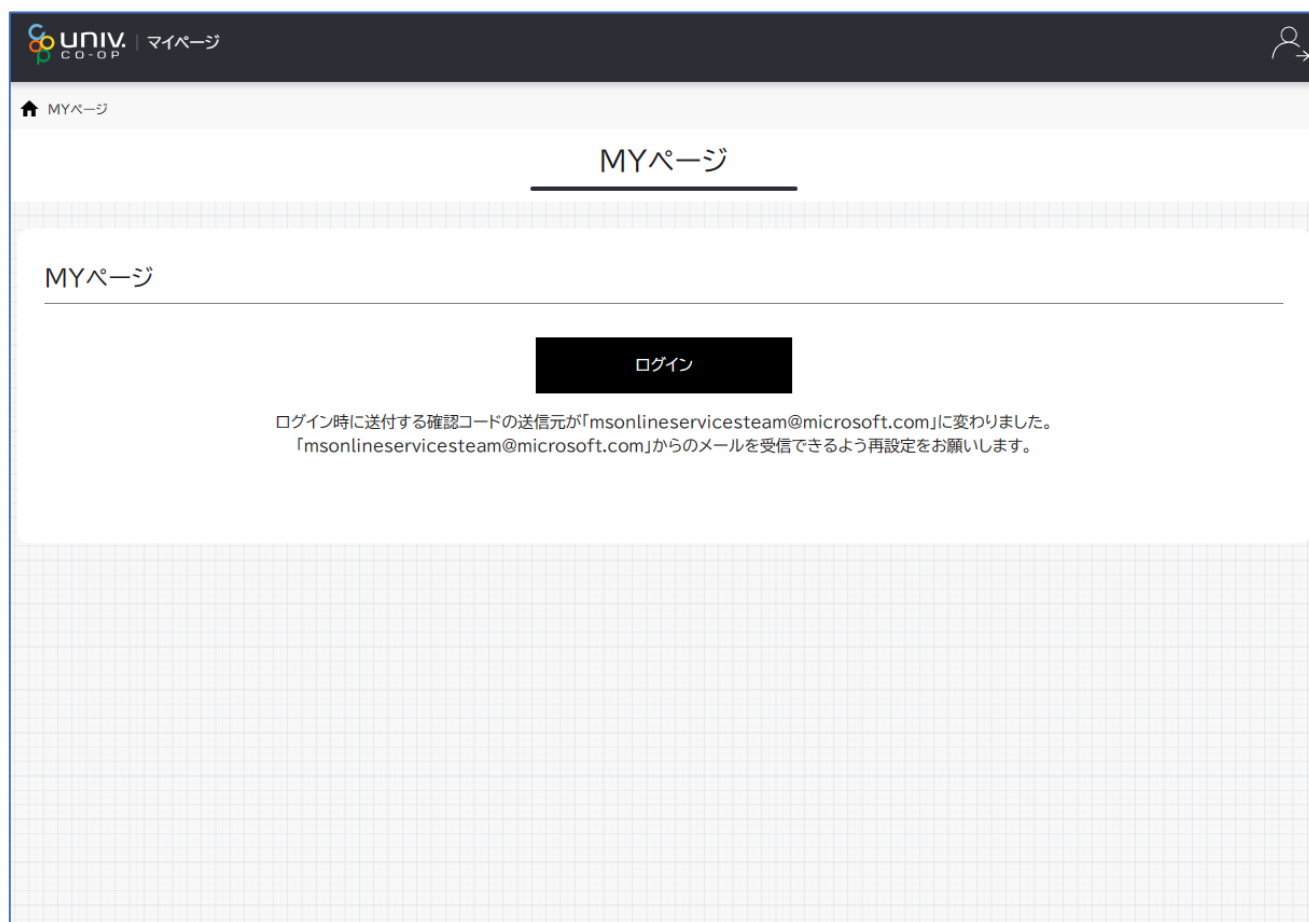 UNIV. CO-OP | マイページ
MYページ
MYページ
MYページ
ログイン
ログイン時に送付する確認コードの送信元が「msonlineservicesteam@microsoft.com」に変わりました。
「msonlineservicesteam@microsoft.com」からのメールを受信できるよう再設定をお願いします。